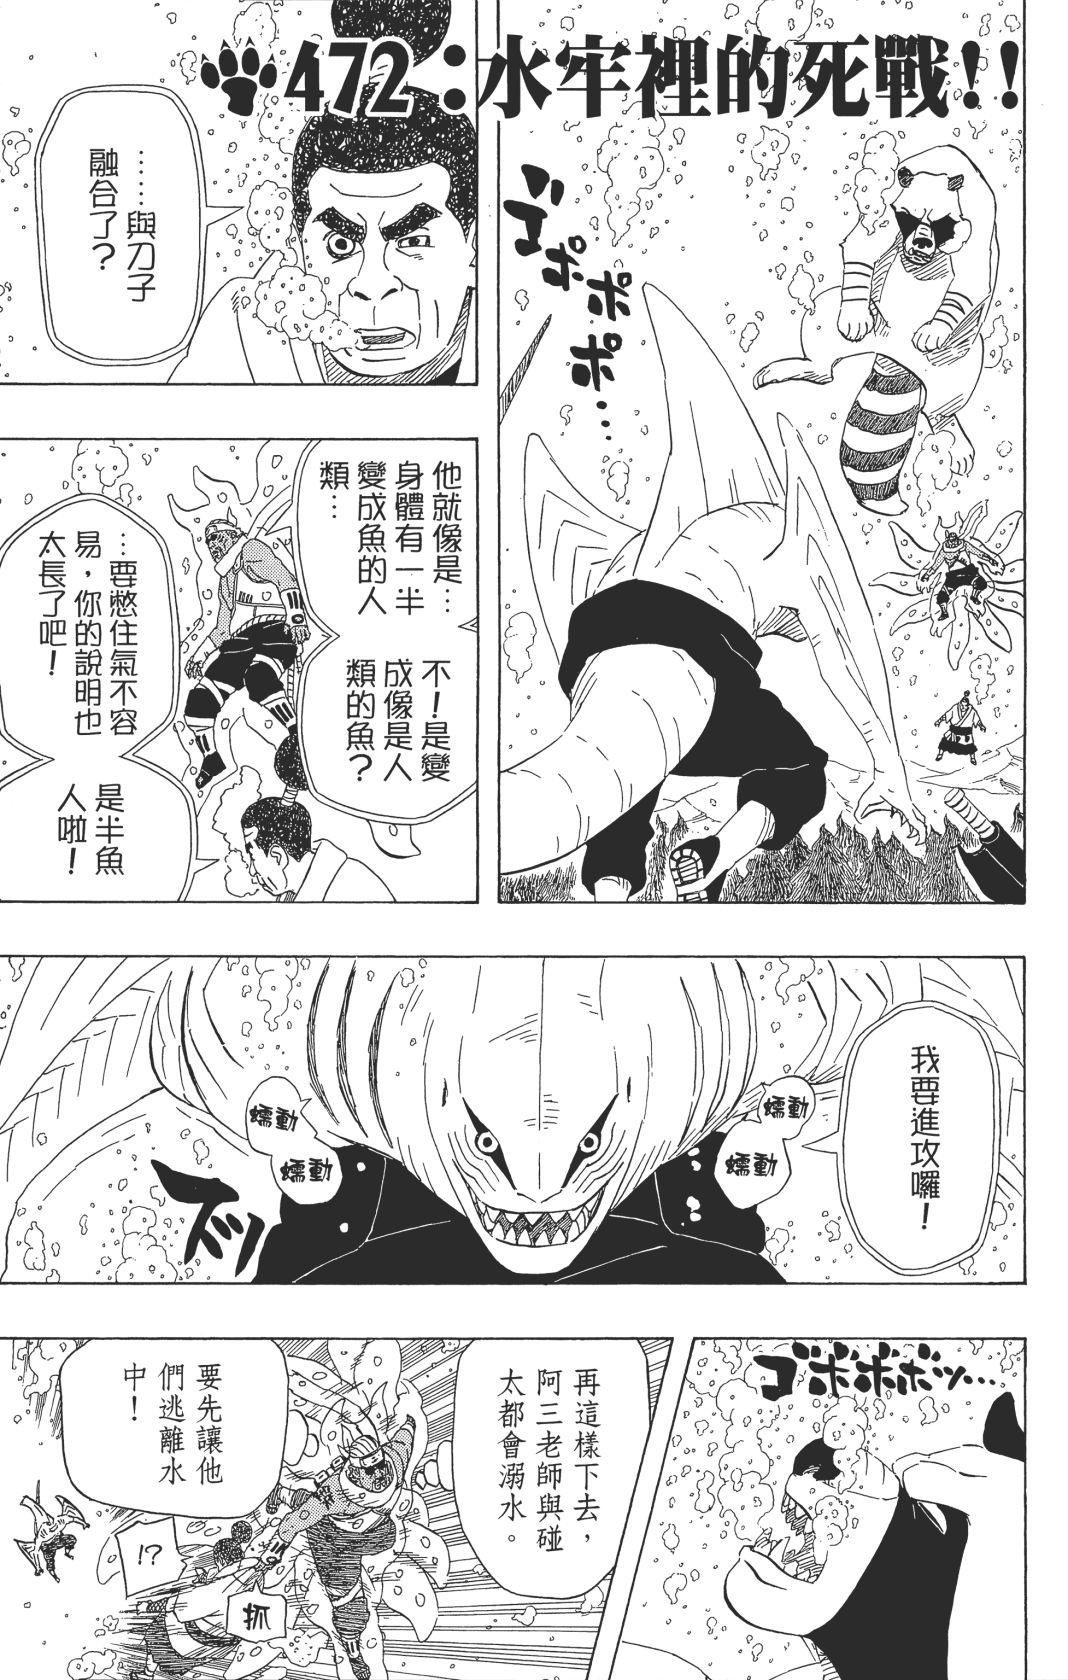 472：水牢裡的死戰!!
ゴポポポ…
……與刀子
融合了？
他就像是…
身體有一半
變成魚的人
類…
不！是變
成像是人
類的魚？
…要憋住氣不容
易，你的說明也
太長了吧！
是半魚
人啦！
我要進攻囉！
蠕動
蠕動
蠕動
蠕動
ズッ
ゴボボボッ…
再這樣下去，
阿三老師與碰
太都會溺水。
要先讓他
們逃離水
中！
!?
抓